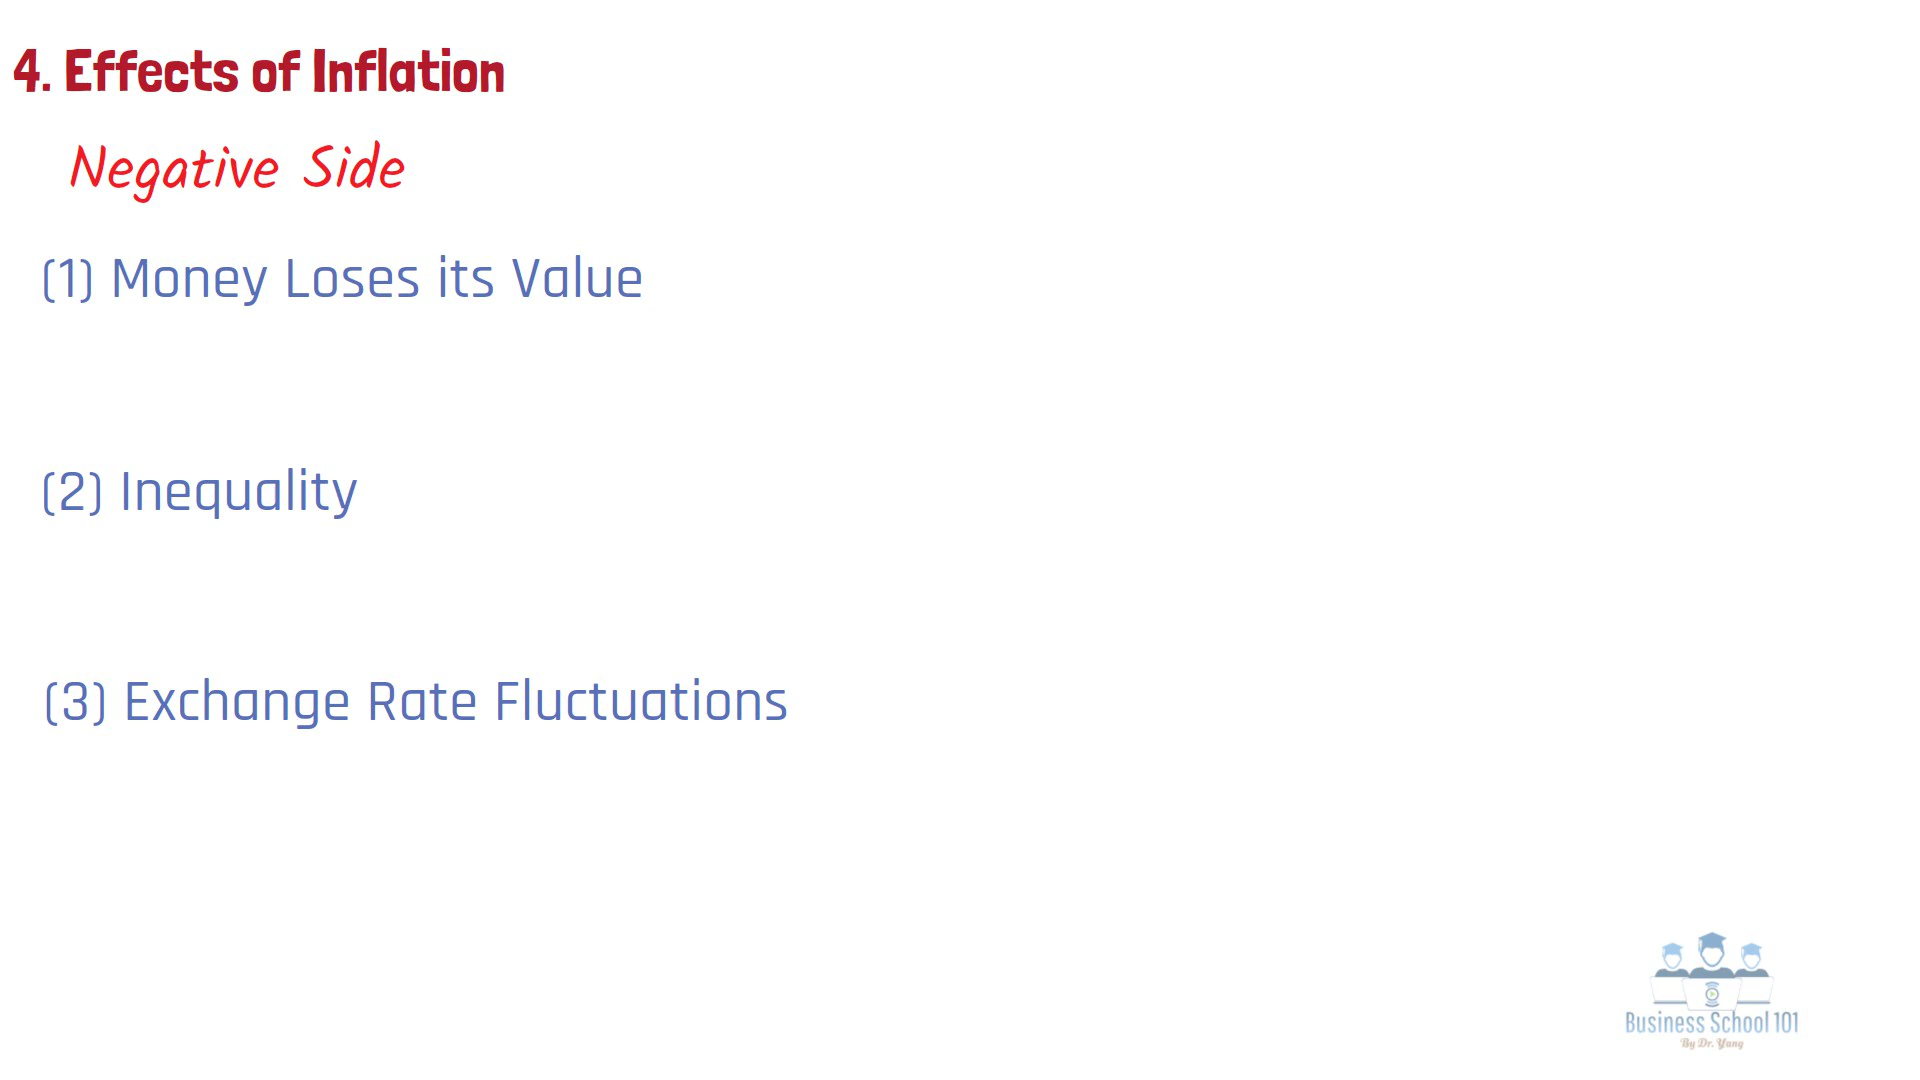 4. Effects of Inflation
Negative Side
(1) Money Loses its Value
(2) Inequality
(3) Exchange Rate Fluctuations
Business School 101
By Dr. Yang